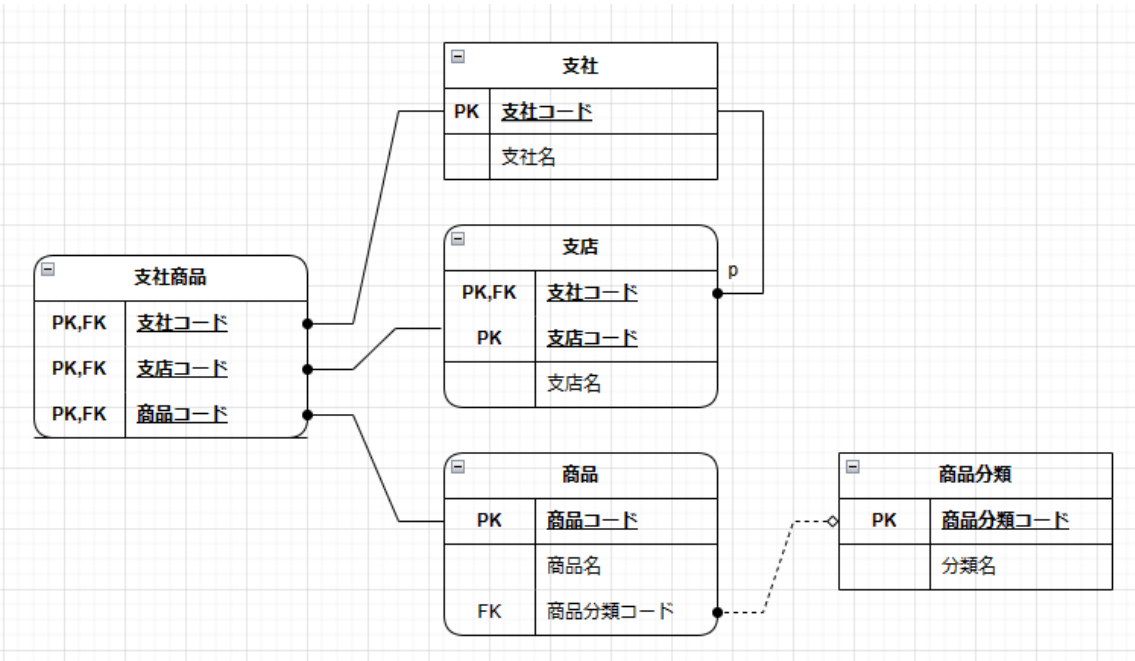 支社
PK 支社コード
支社名
支店
p
PK,FK 支社コード
PK 支店コード
支店名
支社商品
PK,FK 支社コード
PK,FK 支店コード
PK,FK 商品コード
商品
PK 商品コード
商品名
FK 商品分類コード
商品分類
PK 商品分類コード
分類名